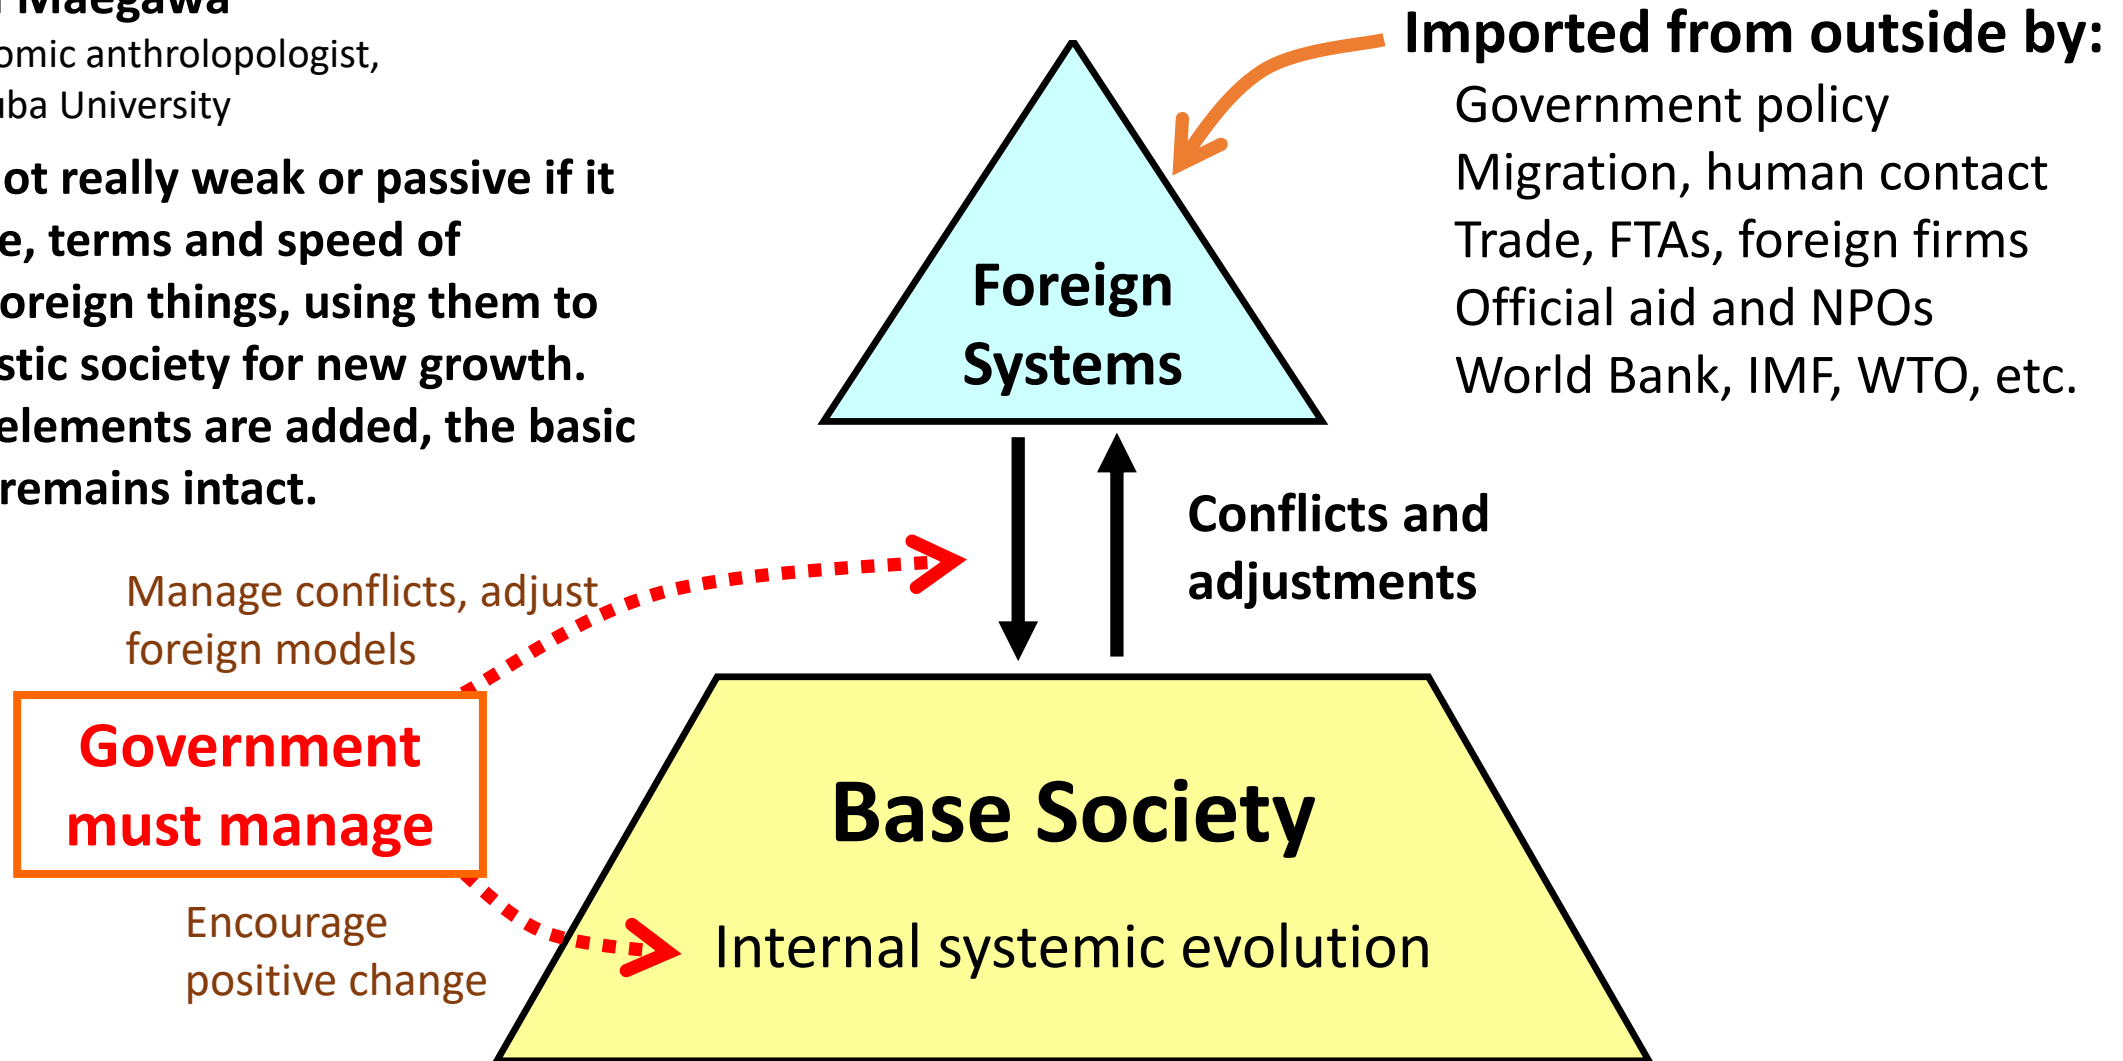 Maegawa
omic anthrolopologist,
uba University
ot really weak or passive if it
e, terms and speed of
oreign things, using them to
stic society for new growth.
elements are added, the basic
remains intact.
Imported from outside by:
Government policy
Migration, human contact
Trade, FTAs, foreign firms
Official aid and NPOs
World Bank, IMF, WTO, etc.
Foreign
Systems
Conflicts and
adjustments
Manage conflicts, adjust
foreign models
Government
must manage
Encourage
positive change
Base Society
Internal systemic evolution